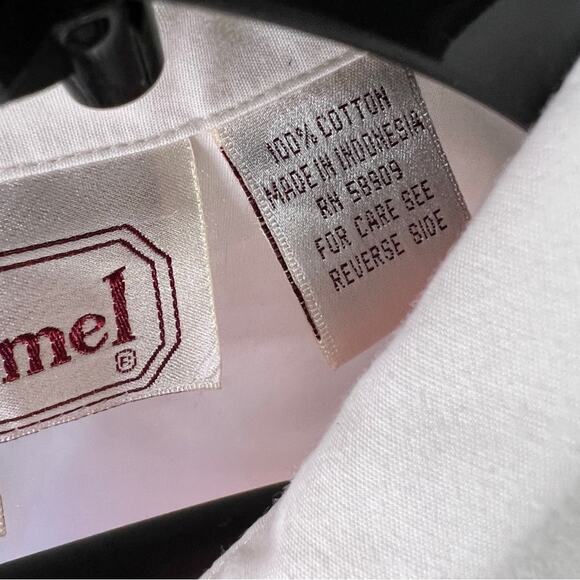 mel
®
100% COTTON
MADE IN INDONESIA
RN 58909
FOR CARE SEE
REVERSE SIDE